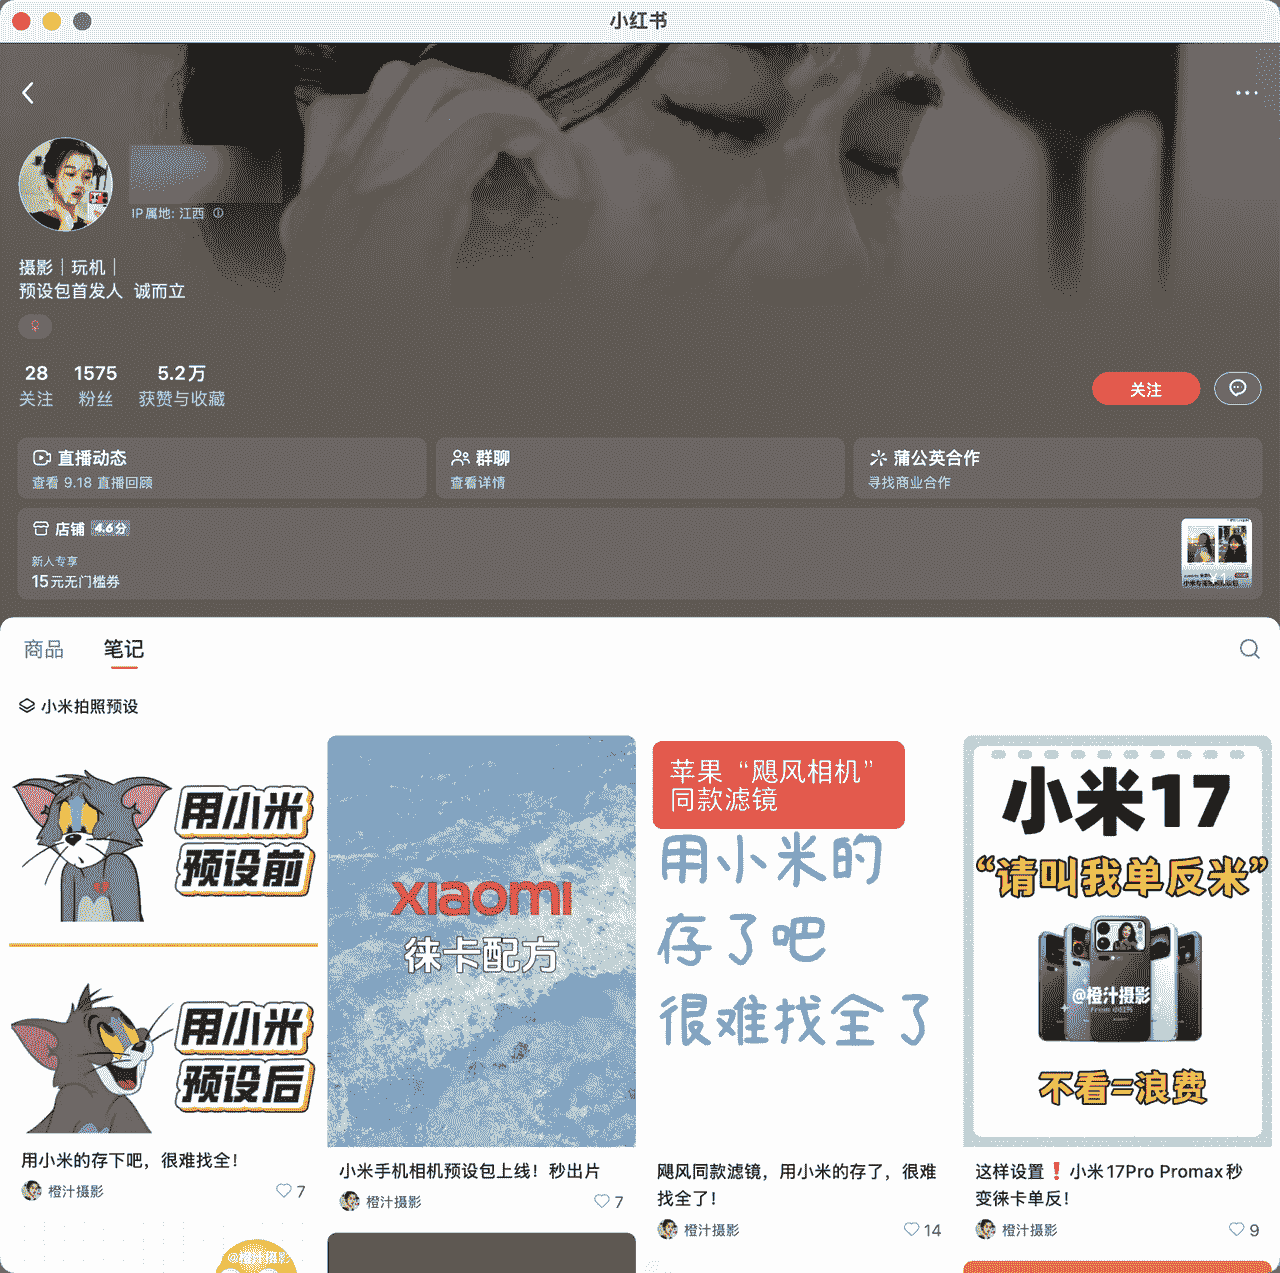 小红书
IP属地: 江西
摄影｜玩机｜
预设包首发人 诚而立
28 1575 5.2万
关注 粉丝 获赞与收藏
关注
直播动态
查看 9.18 直播回顾
群聊
查看详情
蒲公英合作
寻找商业合作
店铺 4.6分
新人专享
15元无门槛券
商品 笔记
小米拍照预设
用小米
预设前
用小米
预设后
用小米的存下吧，很难找全！
橙汁摄影 7
xiaomi
徕卡配方
小米手机相机预设包上线！秒出片
橙汁摄影 7
苹果“飓风相机”
同款滤镜
用小米的
存了吧
很难找全了
飓风同款滤镜，用小米的存了，很难
找全了！
橙汁摄影 14
小米17
“请叫我单反米”
@橙汁摄影
不看=浪费
这样设置❗小米17Pro Promax秒
变徕卡单反！
橙汁摄影 9
@橙汁摄影